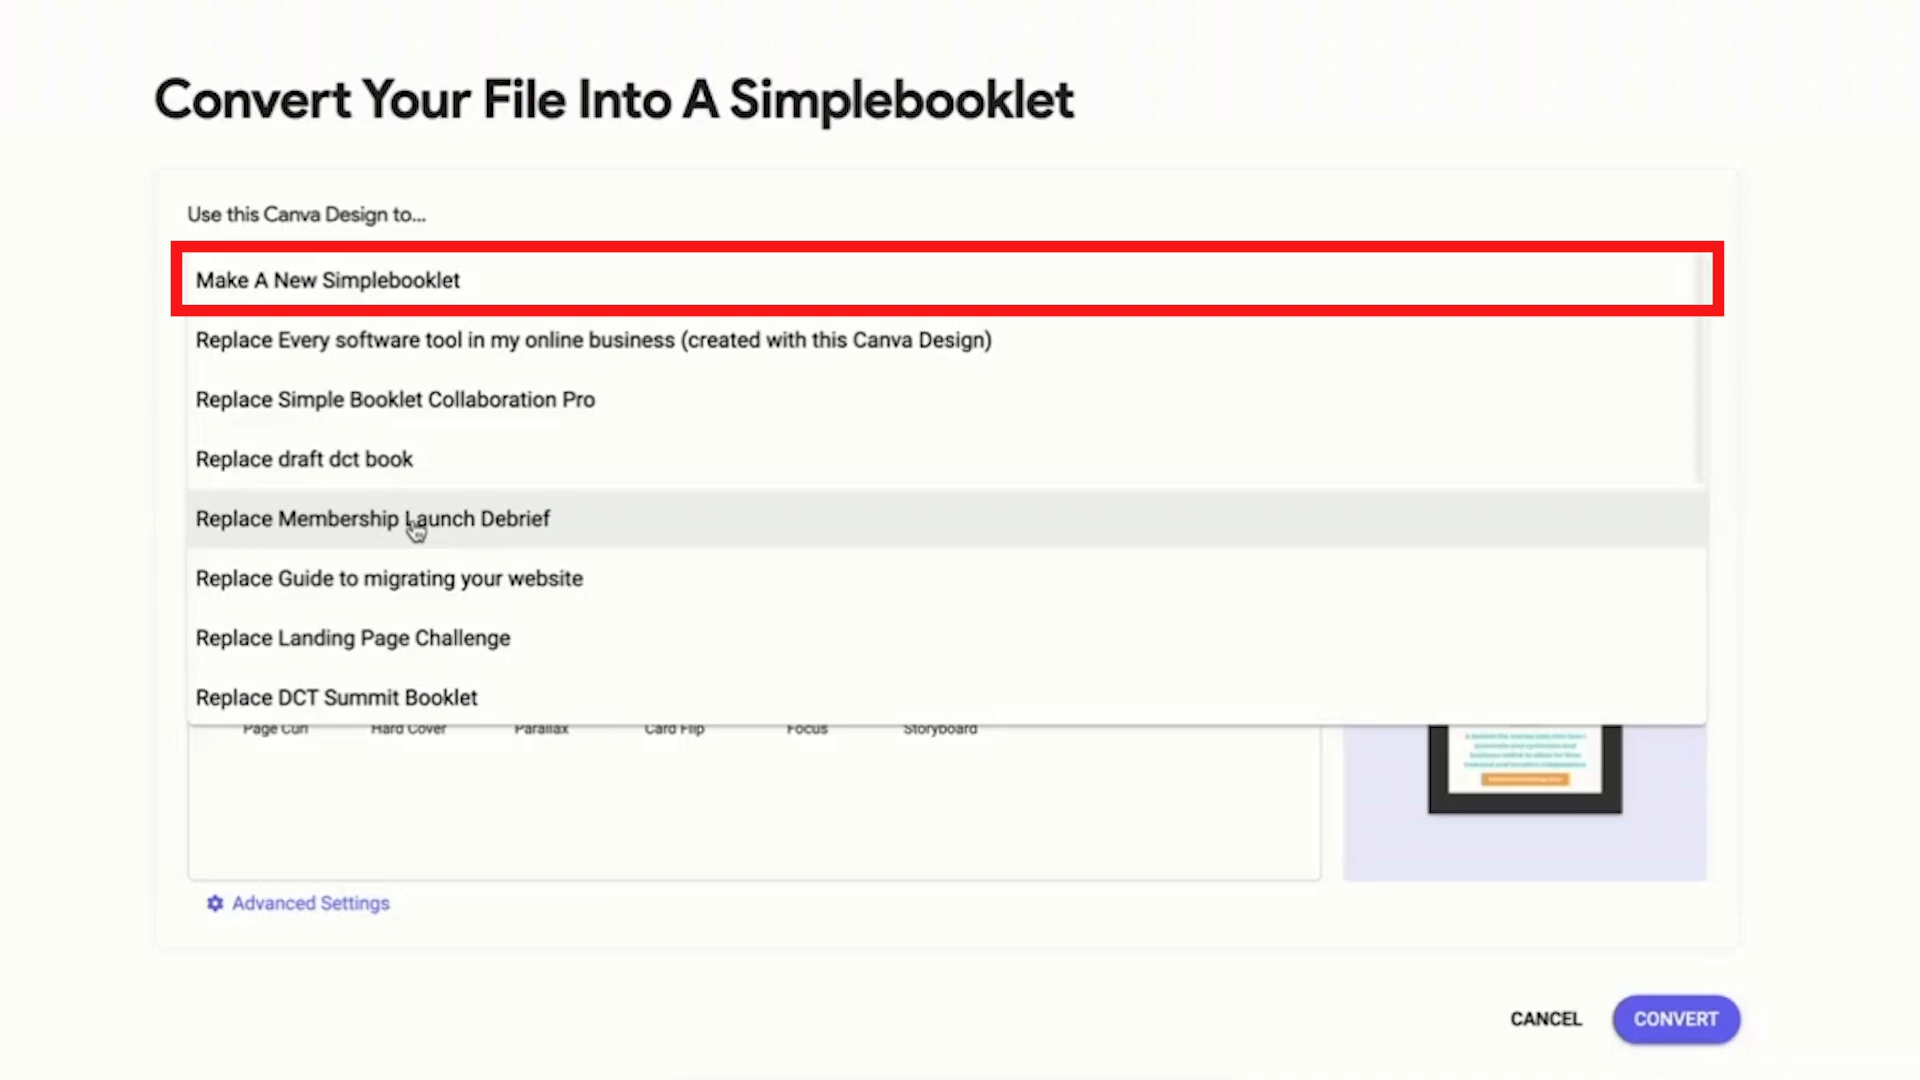 Convert Your File Into A Simplebooklet
Use this Canva Design to...
Make A New Simplebooklet
Replace Every software tool in my online business (created with this Canva Design)
Replace Simple Booklet Collaboration Pro
Replace draft dct book
Replace Membership Launch Debrief
Replace Guide to migrating your website
Replace Landing Page Challenge
Replace DCT Summit Booklet
Page Curl Hard Cover Parallax Card Flip Focus Storyboard
Advanced Settings
CANCEL CONVERT